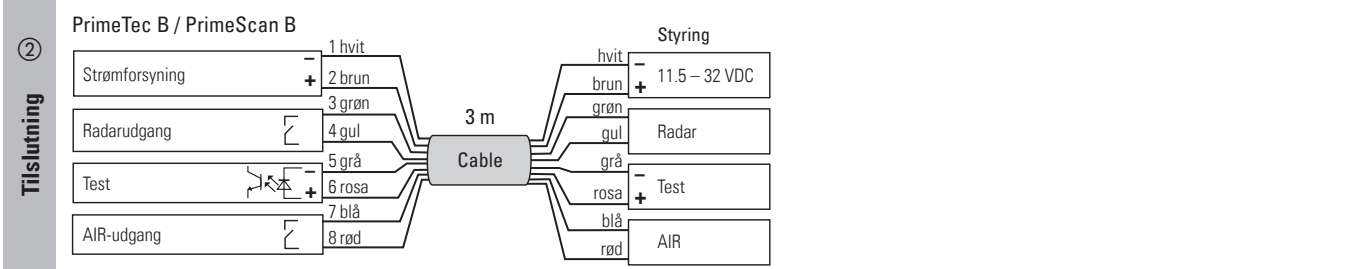 ② Tilslutning
PrimeTec B / PrimeScan B
Strømforsyning
–
+
1 hvit
2 brun
Radarudgang
3 grøn
4 gul
Test
–
+
5 grå
6 rosa
AIR-udgang
7 blå
8 rød
3 m
Cable
Styring
hvit
brun
–
+
11.5 – 32 VDC
grøn
gul
Radar
grå
rosa
–
+
Test
blå
rød
AIR